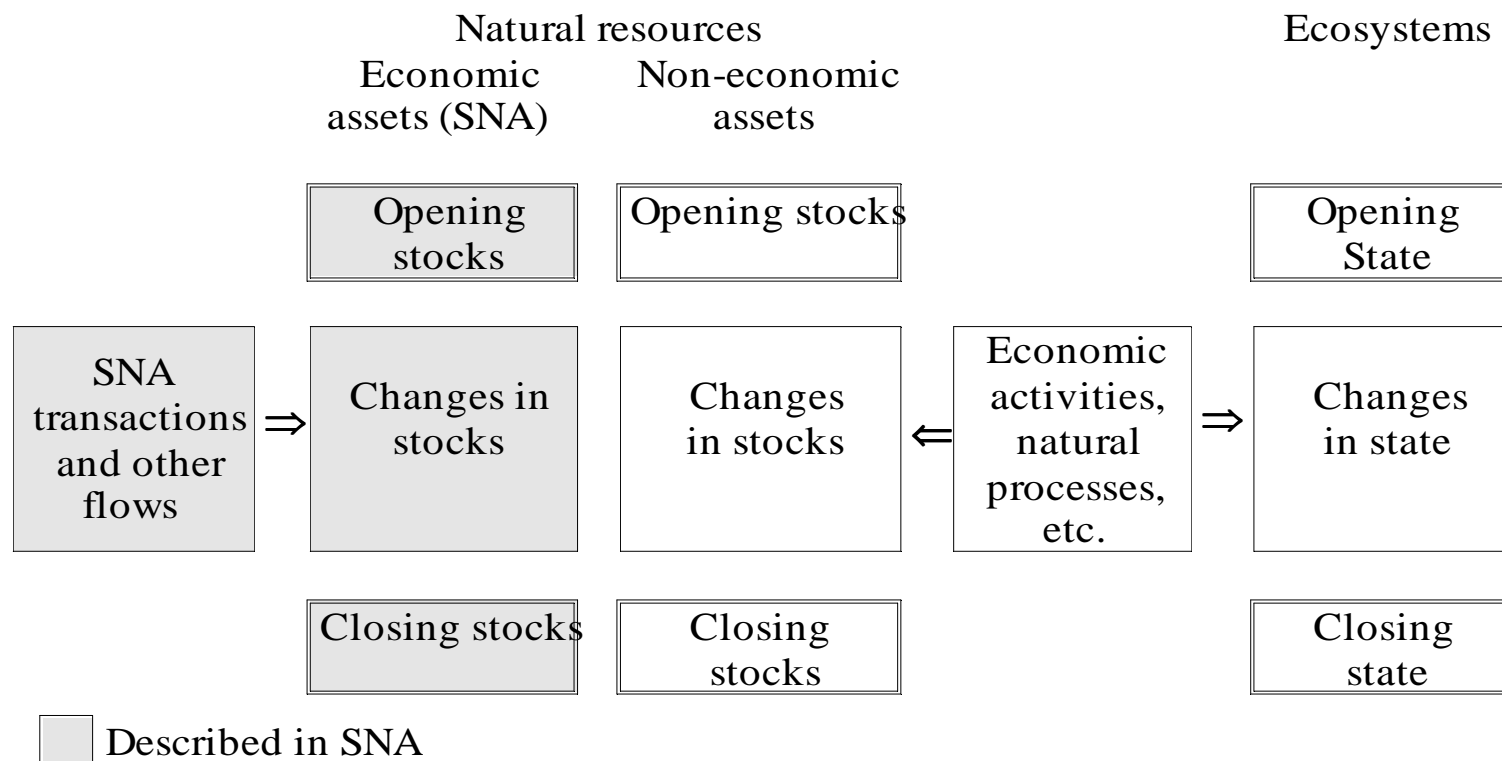 Natural resources
Ecosystems
Economic
assets (SNA)
Non-economic
assets
Opening
stocks
Opening stocks
Opening
State
SNA
transactions
and other
flows
⇒
Changes in
stocks
Changes
in stocks
⇐
Economic
activities,
natural
processes,
etc.
⇒
Changes
in state
Closing stocks
Closing
stocks
Closing
state
Described in SNA